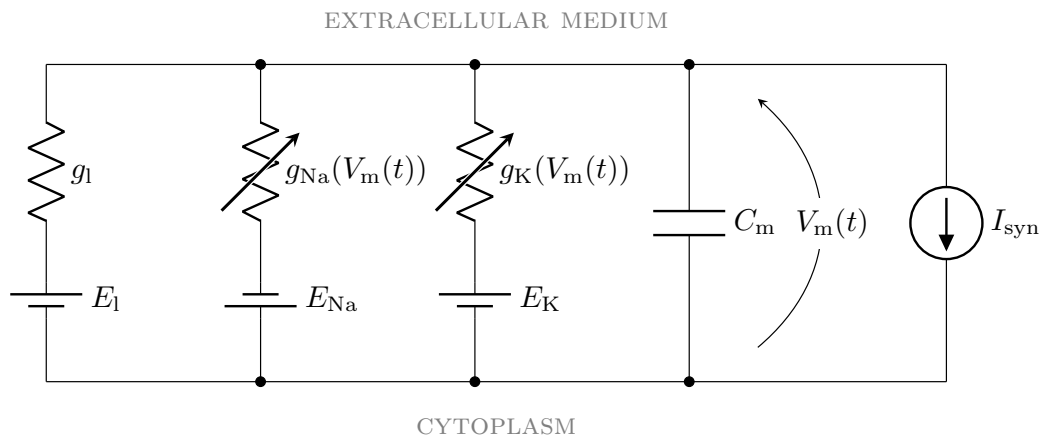 EXTRACELLULAR MEDIUM
g_l
g_Na(V_m(t))
g_K(V_m(t))
C_m
V_m(t)
I_syn
E_l
E_Na
E_K
CYTOPLASM